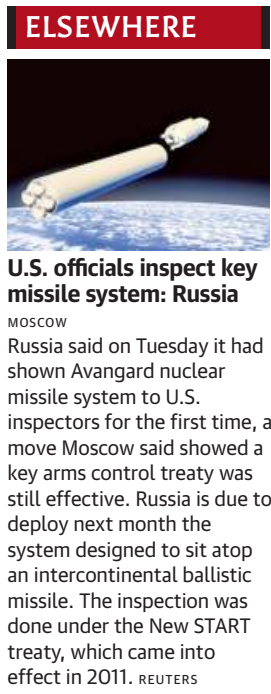 ELSEWHERE
U.S. officials inspect key
missile system: Russia
MOSCOW
Russia said on Tuesday it had
shown Avangard nuclear
missile system to U.S.
inspectors for the first time, a
move Moscow said showed a
key arms control treaty was
still effective. Russia is due to
deploy next month the
system designed to sit atop
an intercontinental ballistic
missile. The inspection was
done under the New START
treaty, which came into
effect in 2011. REUTERS